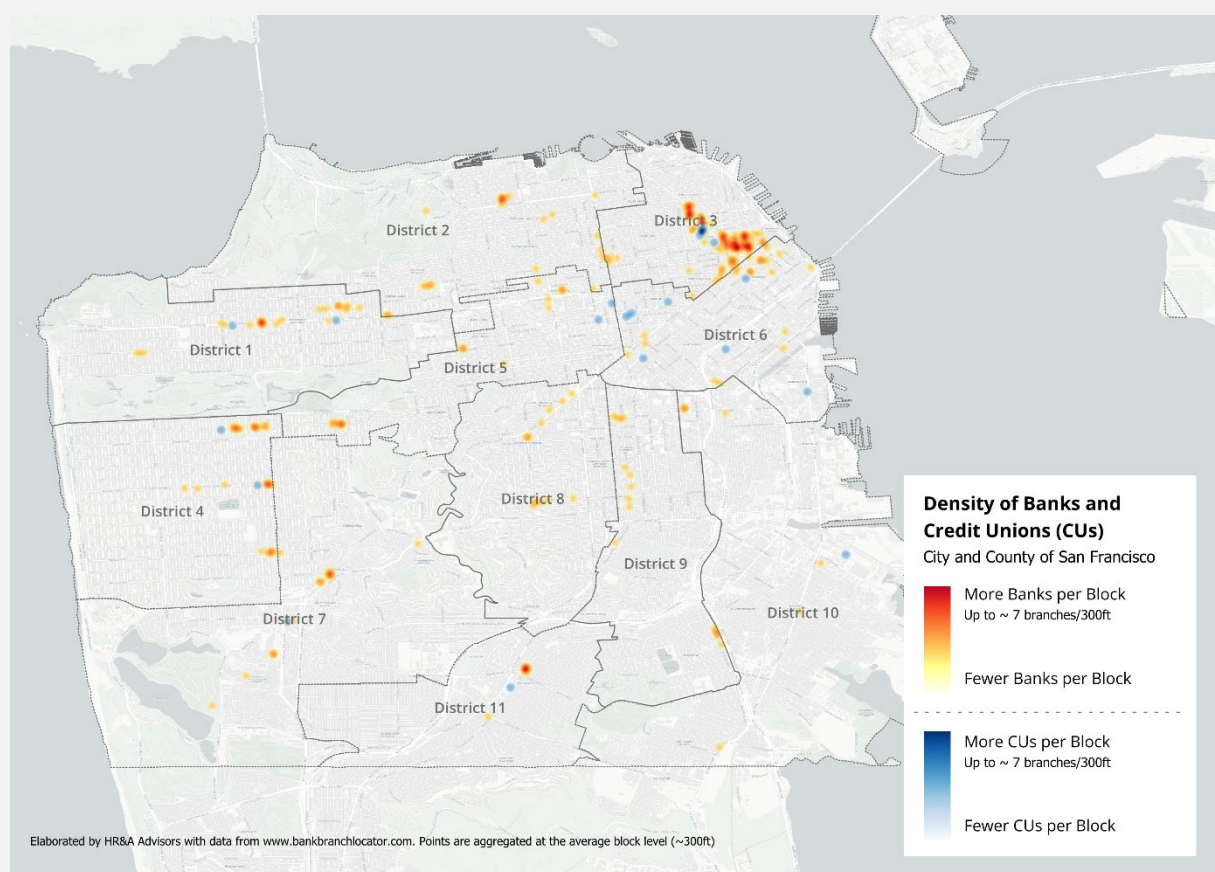 District 2
District 3
District 1
District 6
District 5
District 4
District 8
District 9
District 7
District 10
District 11
Density of Banks and
Credit Unions (CUs)
City and County of San Francisco
More Banks per Block
Up to ~ 7 branches/300ft
Fewer Banks per Block
More CUs per Block
Up to ~ 7 branches/300ft
Fewer CUs per Block
Elaborated by HR&A Advisors with data from www.bankbranchlocator.com. Points are aggregated at the average block level (~300ft)